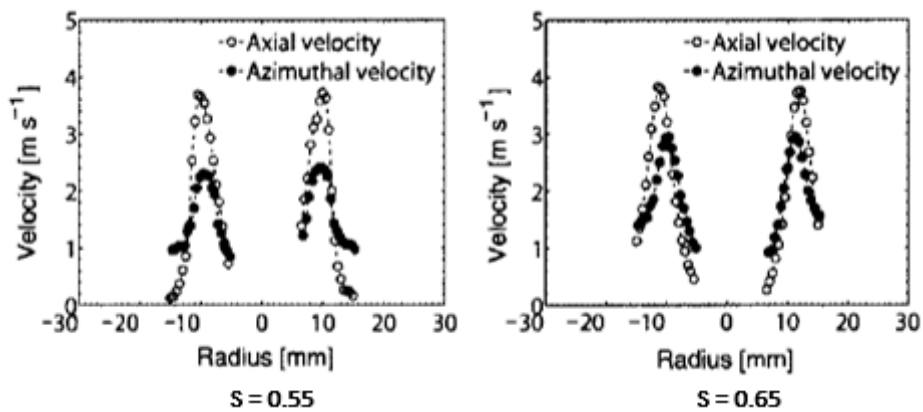 5
4
3
2
1
0
Velocity [m s⁻¹]
-○-Axial velocity
-●-Azimuthal velocity
-30 -20 -10 0 10 20 30
Radius [mm]
S = 0.55
5
4
3
2
1
0
Velocity [m s⁻¹]
-○-Axial velocity
-●-Azimuthal velocity
-30 -20 -10 0 10 20 30
Radius [mm]
S = 0.65